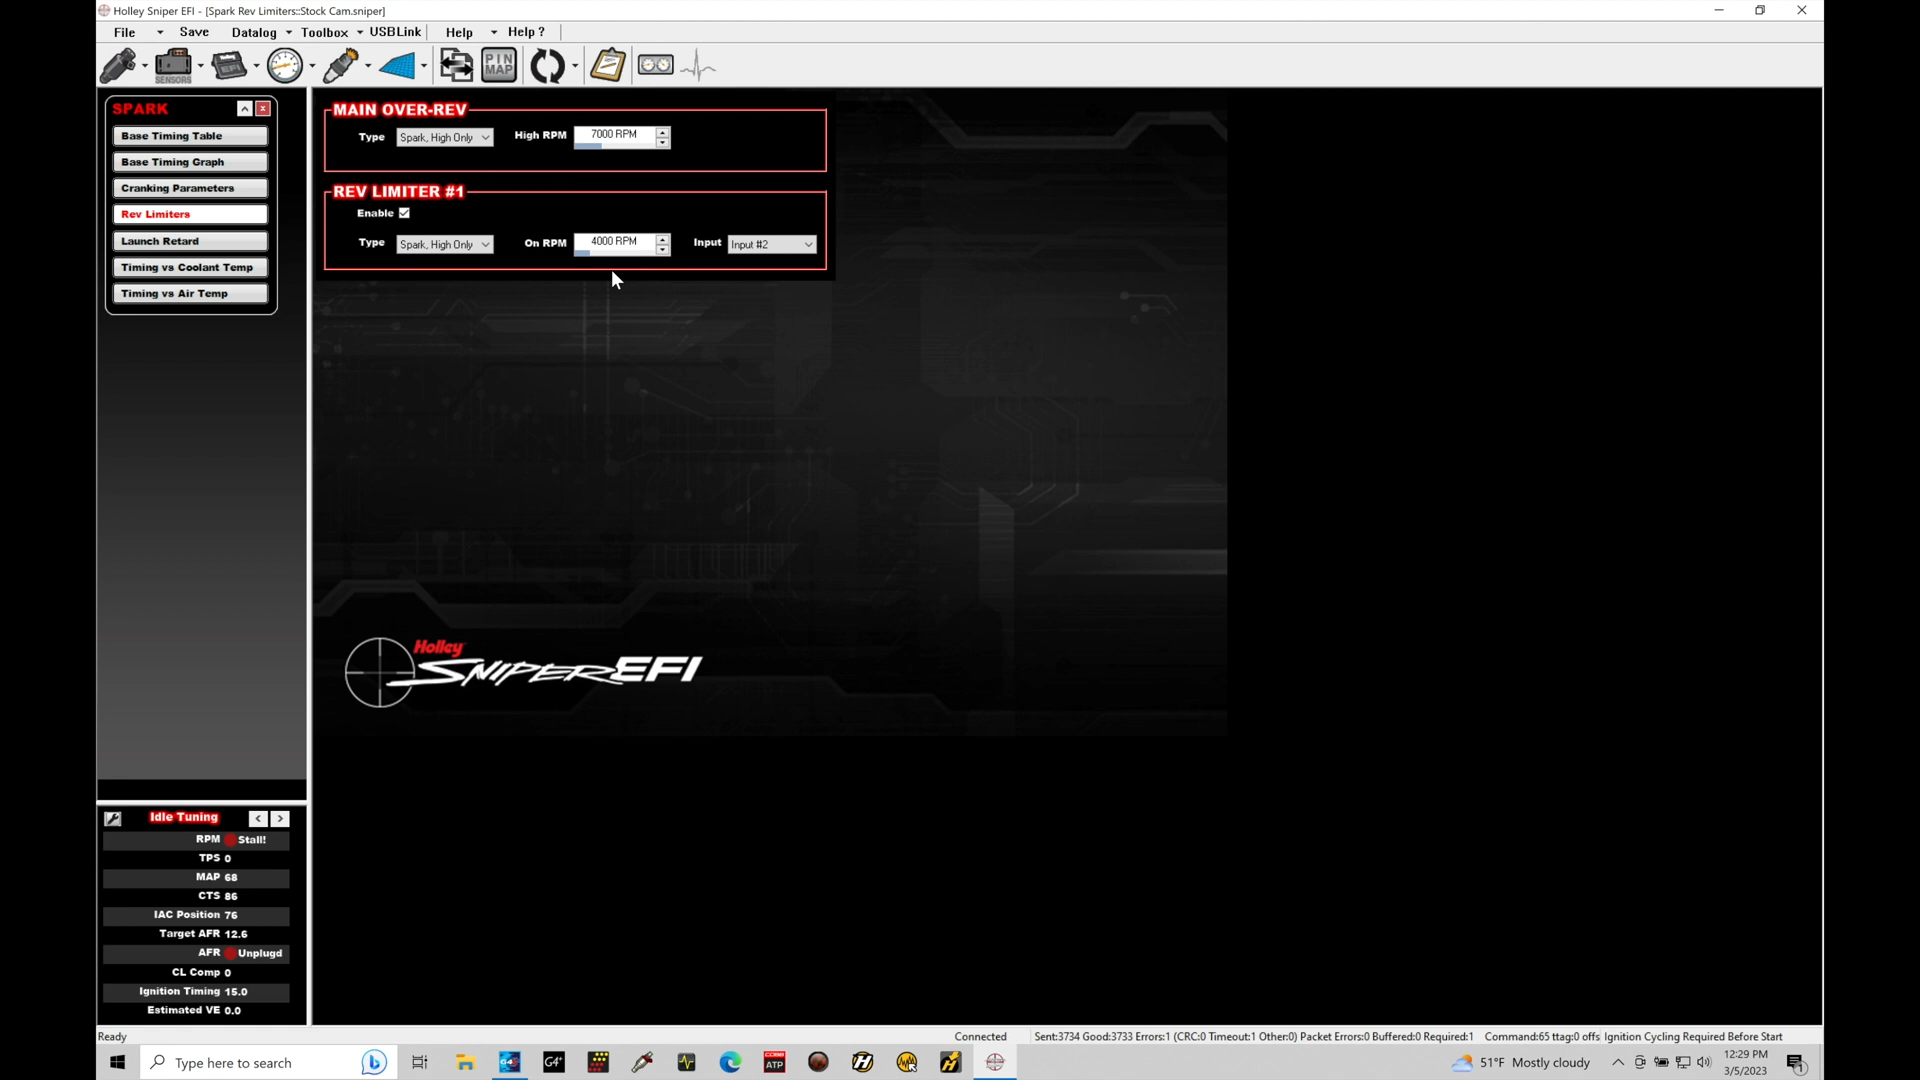 Holley Sniper EFI - [Spark Rev Limiters::Stock Cam.sniper]
File Save Datalog Toolbox USBLink Help Help ?
SENSORS EFI PIN MAP
SPARK
Base Timing Table
Base Timing Graph
Cranking Parameters
Rev Limiters
Launch Retard
Timing vs Coolant Temp
Timing vs Air Temp
MAIN OVER-REV
Type Spark, High Only High RPM 7000 RPM
REV LIMITER #1
Enable
Type Spark, High Only On RPM 4000 RPM Input Input #2
Holley
SNIPER EFI
Idle Tuning < >
RPM Stall!
TPS 0
MAP 68
CTS 86
IAC Position 76
Target AFR 12.6
AFR Unplugd
CL Comp 0
Ignition Timing 15.0
Estimated VE 0.0
Ready Connected Sent:3734 Good:3733 Errors:1 (CRC:0 Timeout:1 Other:0) Packet Errors:0 Buffered:0 Required:1 Command:65 ttag:0 offs Ignition Cycling Required Before Start
Type here to search G4X G4+ COBB ATP 51°F Mostly cloudy 12:29 PM
3/5/2023 1